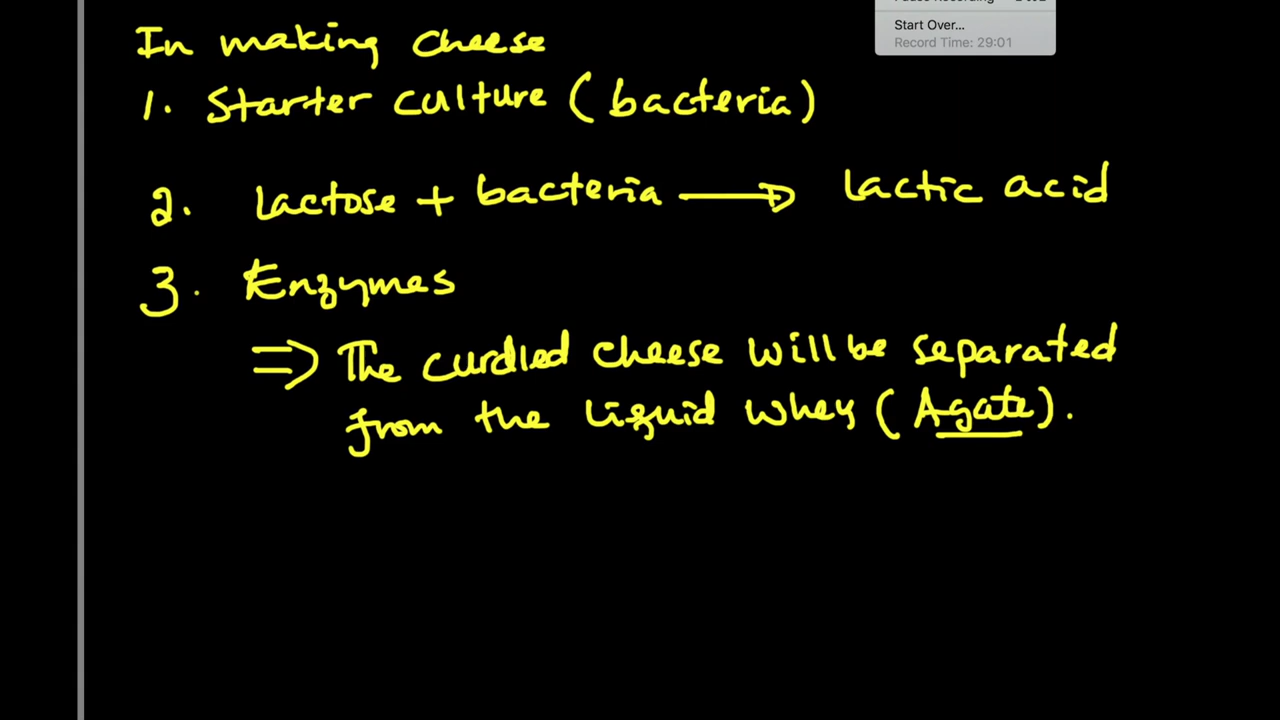 Start Over...
Record Time: 29:01
In making cheese
1. Starter culture (bacteria)
2. Lactose + bacteria → Lactic acid
3. Enzymes
⇒ The curdled cheese will be separated
from the liquid whey (Agate).